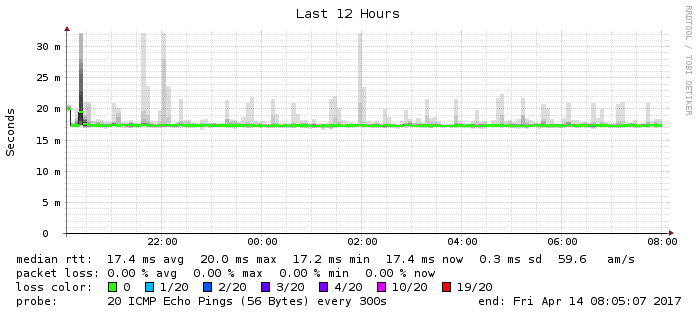 Last 12 Hours
RRDTOOL / TOBI OETIKER
Seconds
30 m
25 m
20 m
15 m
10 m
5 m
0
22:00 00:00 02:00 04:00 06:00 08:00
median rtt: 17.4 ms avg 20.0 ms max 17.2 ms min 17.4 ms now 0.3 ms sd 59.6 am/s
packet loss: 0.00 % avg 0.00 % max 0.00 % min 0.00 % now
loss color: 0 1/20 2/20 3/20 4/20 10/20 19/20
probe: 20 ICMP Echo Pings (56 Bytes) every 300s end: Fri Apr 14 08:05:07 2017